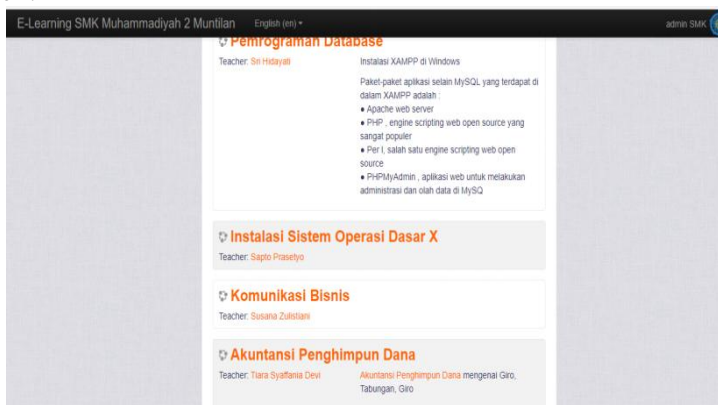 E-Learning SMK Muhammadiyah 2 Muntilan English (en) admin SMK
Pemrograman Database
Teacher: Sri Hidayati
Instalasi XAMPP di Windows
Paket-paket aplikasi selain MySQL yang terdapat di
dalam XAMPP adalah :
● Apache web server
● PHP , engine scripting web open source yang
sangat populer
● Per l, salah satu engine scripting web open
source
● PHPMyAdmin , aplikasi web untuk melakukan
administrasi dan olah data di MySQ
Instalasi Sistem Operasi Dasar X
Teacher: Sapto Prasetyo
Komunikasi Bisnis
Teacher: Susana Zulistiani
Akuntansi Penghimpun Dana
Teacher: Tiara Syaffania Devi
Akuntansi Penghimpun Dana mengenai Giro,
Tabungan, Giro